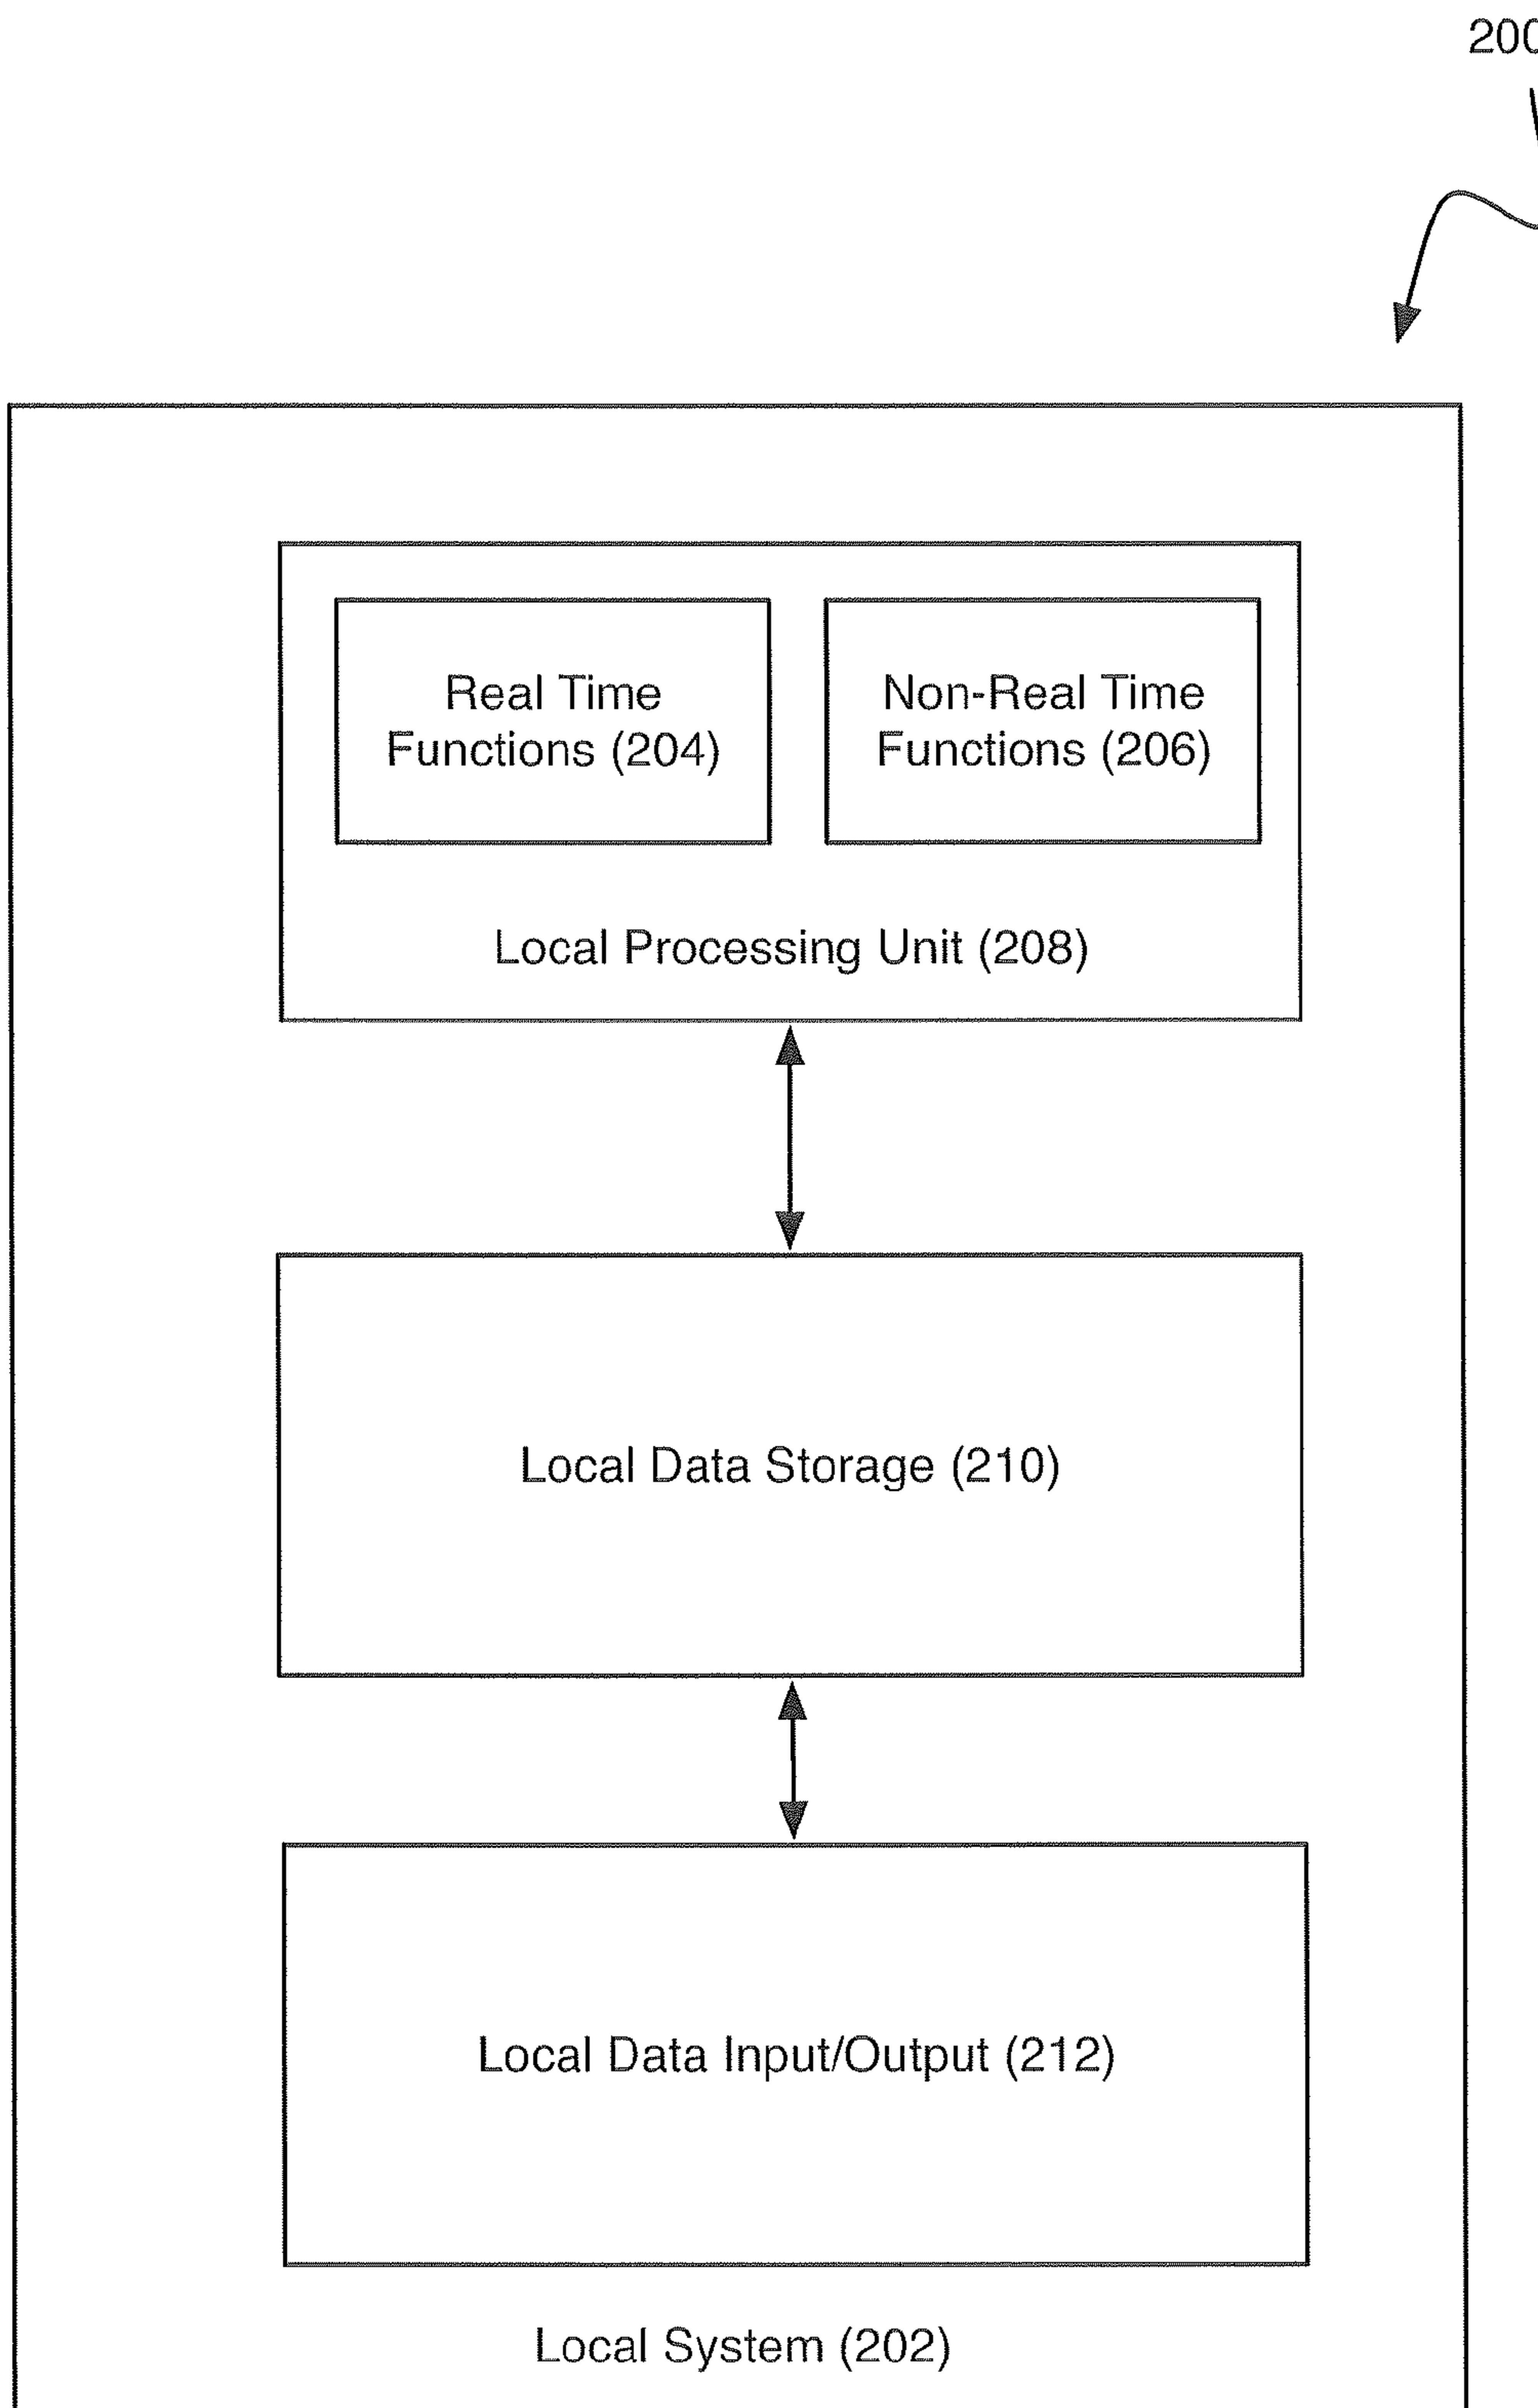 200
Real Time
Functions (204)
Non-Real Time
Functions (206)
Local Processing Unit (208)
Local Data Storage (210)
Local Data Input/Output (212)
Local System (202)